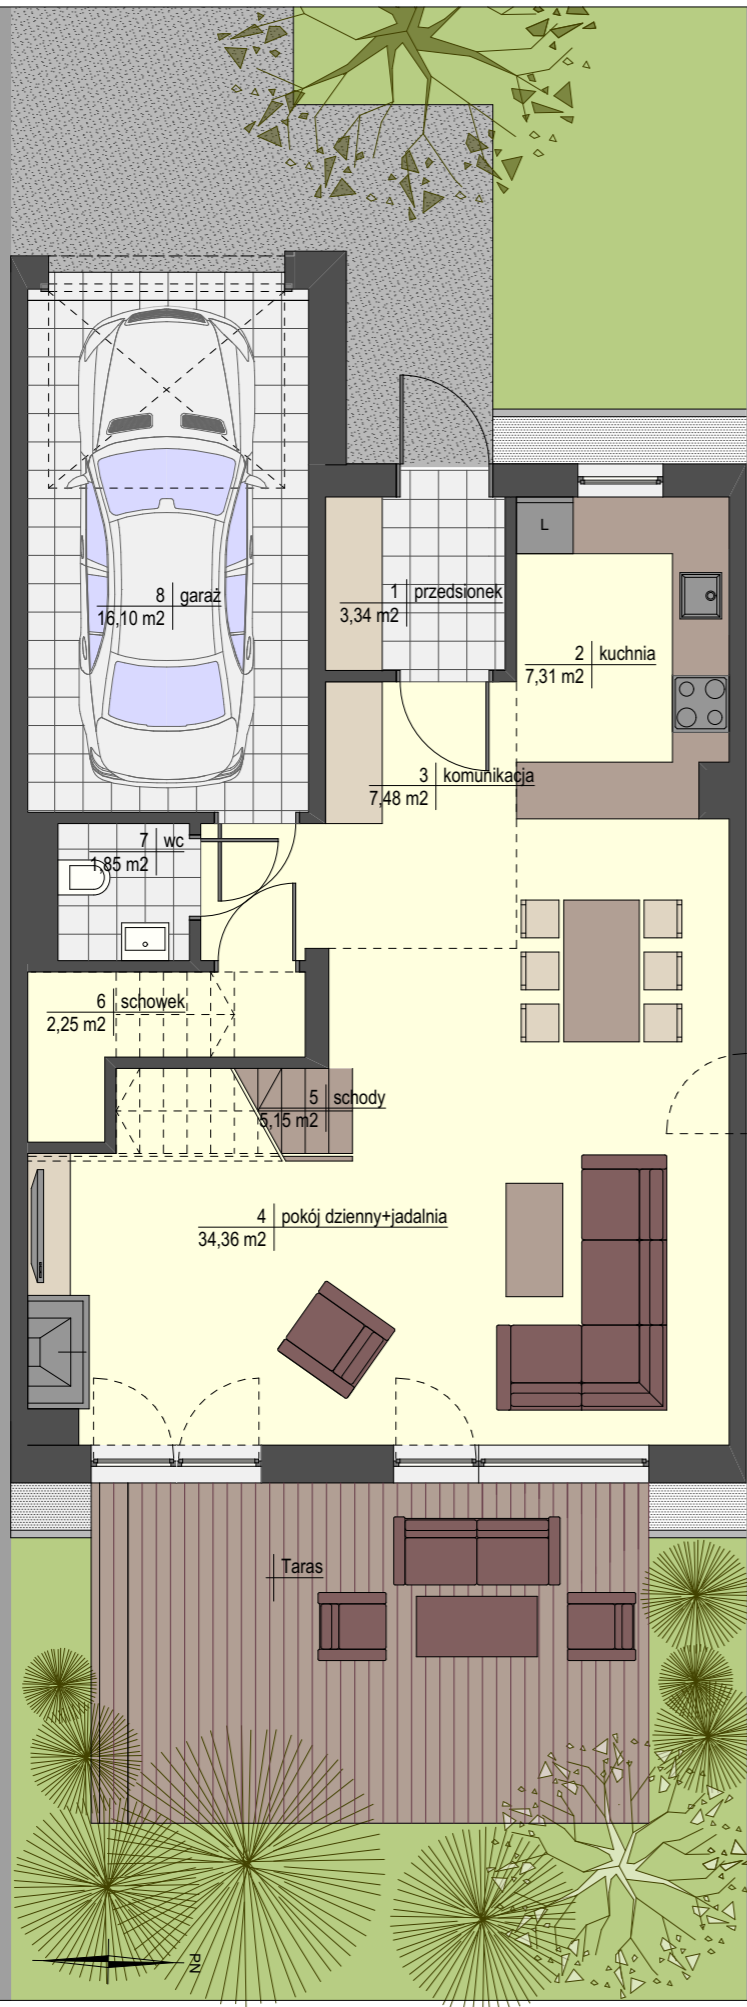 L
8 garaż
16,10 m2
1 przedsionek
3,34 m2
2 kuchnia
7,31 m2
3 komunikacja
7,48 m2
7 wc
1,85 m2
6 schowek
2,25 m2
5 schody
5,15 m2
4 pokój dzienny+jadalnia
34,36 m2
Taras
PN